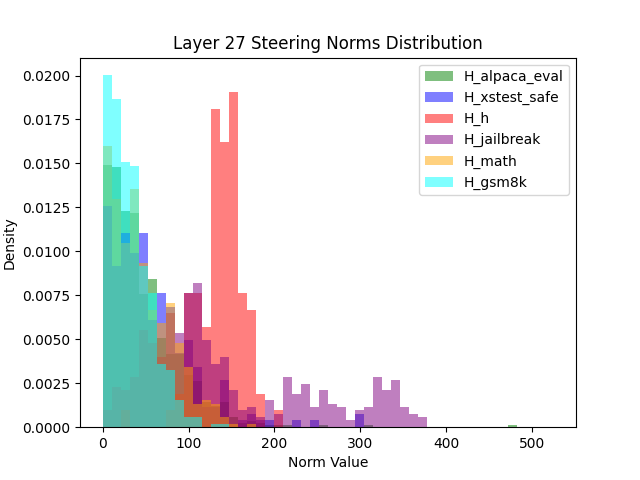 Layer 27 Steering Norms Distribution
0.0200
0.0175
0.0150
0.0125
0.0100
0.0075
0.0050
0.0025
0.0000
Density
H_alpaca_eval
H_xstest_safe
H_h
H_jailbreak
H_math
H_gsm8k
0 100 200 300 400 500
Norm Value